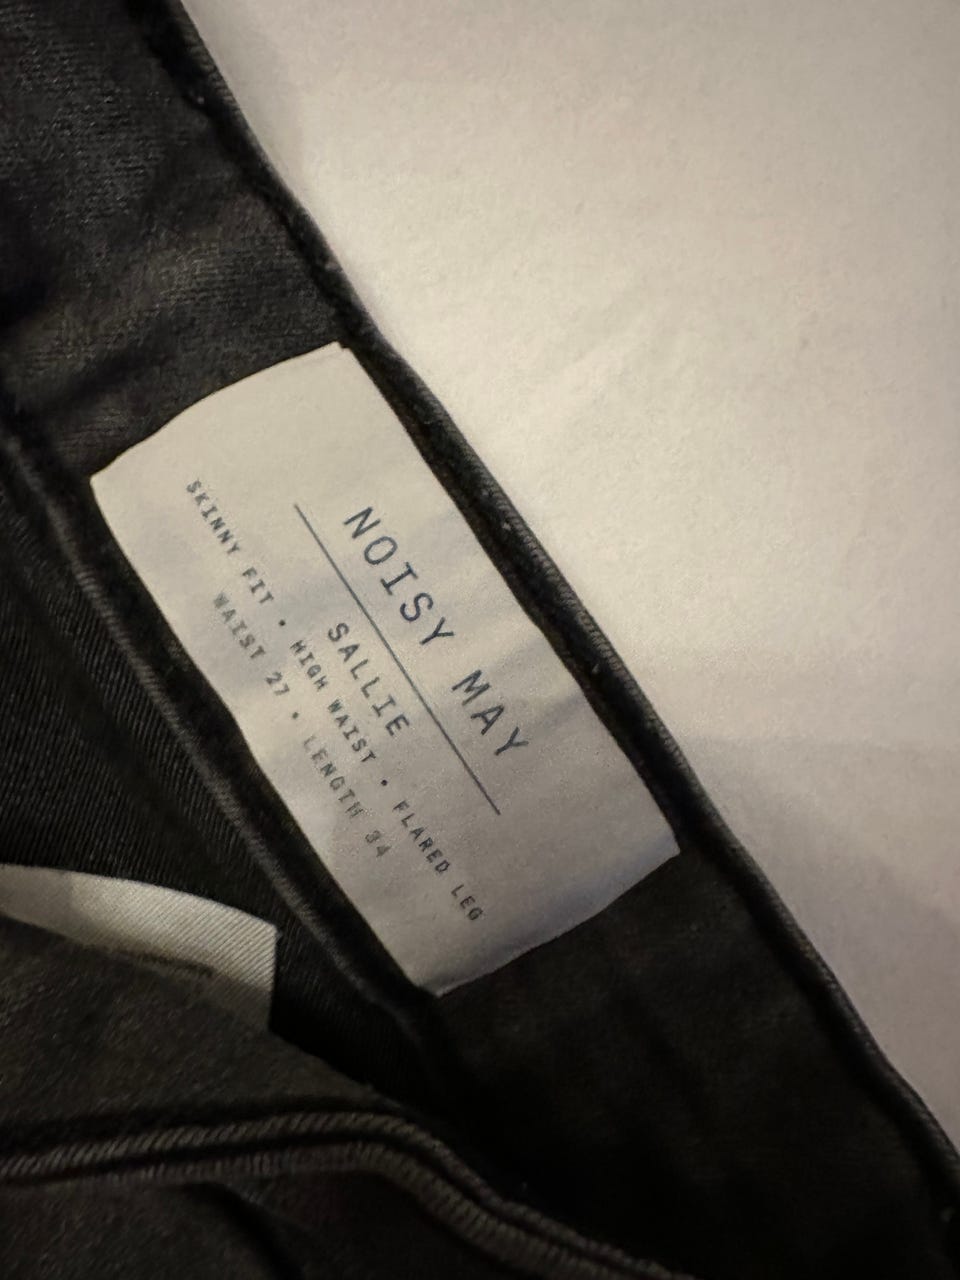 NOISY MAY
SALLIE
SKINNY FIT • HIGH WAIST • FLARED LEG
WAIST 27 • LENGTH 34